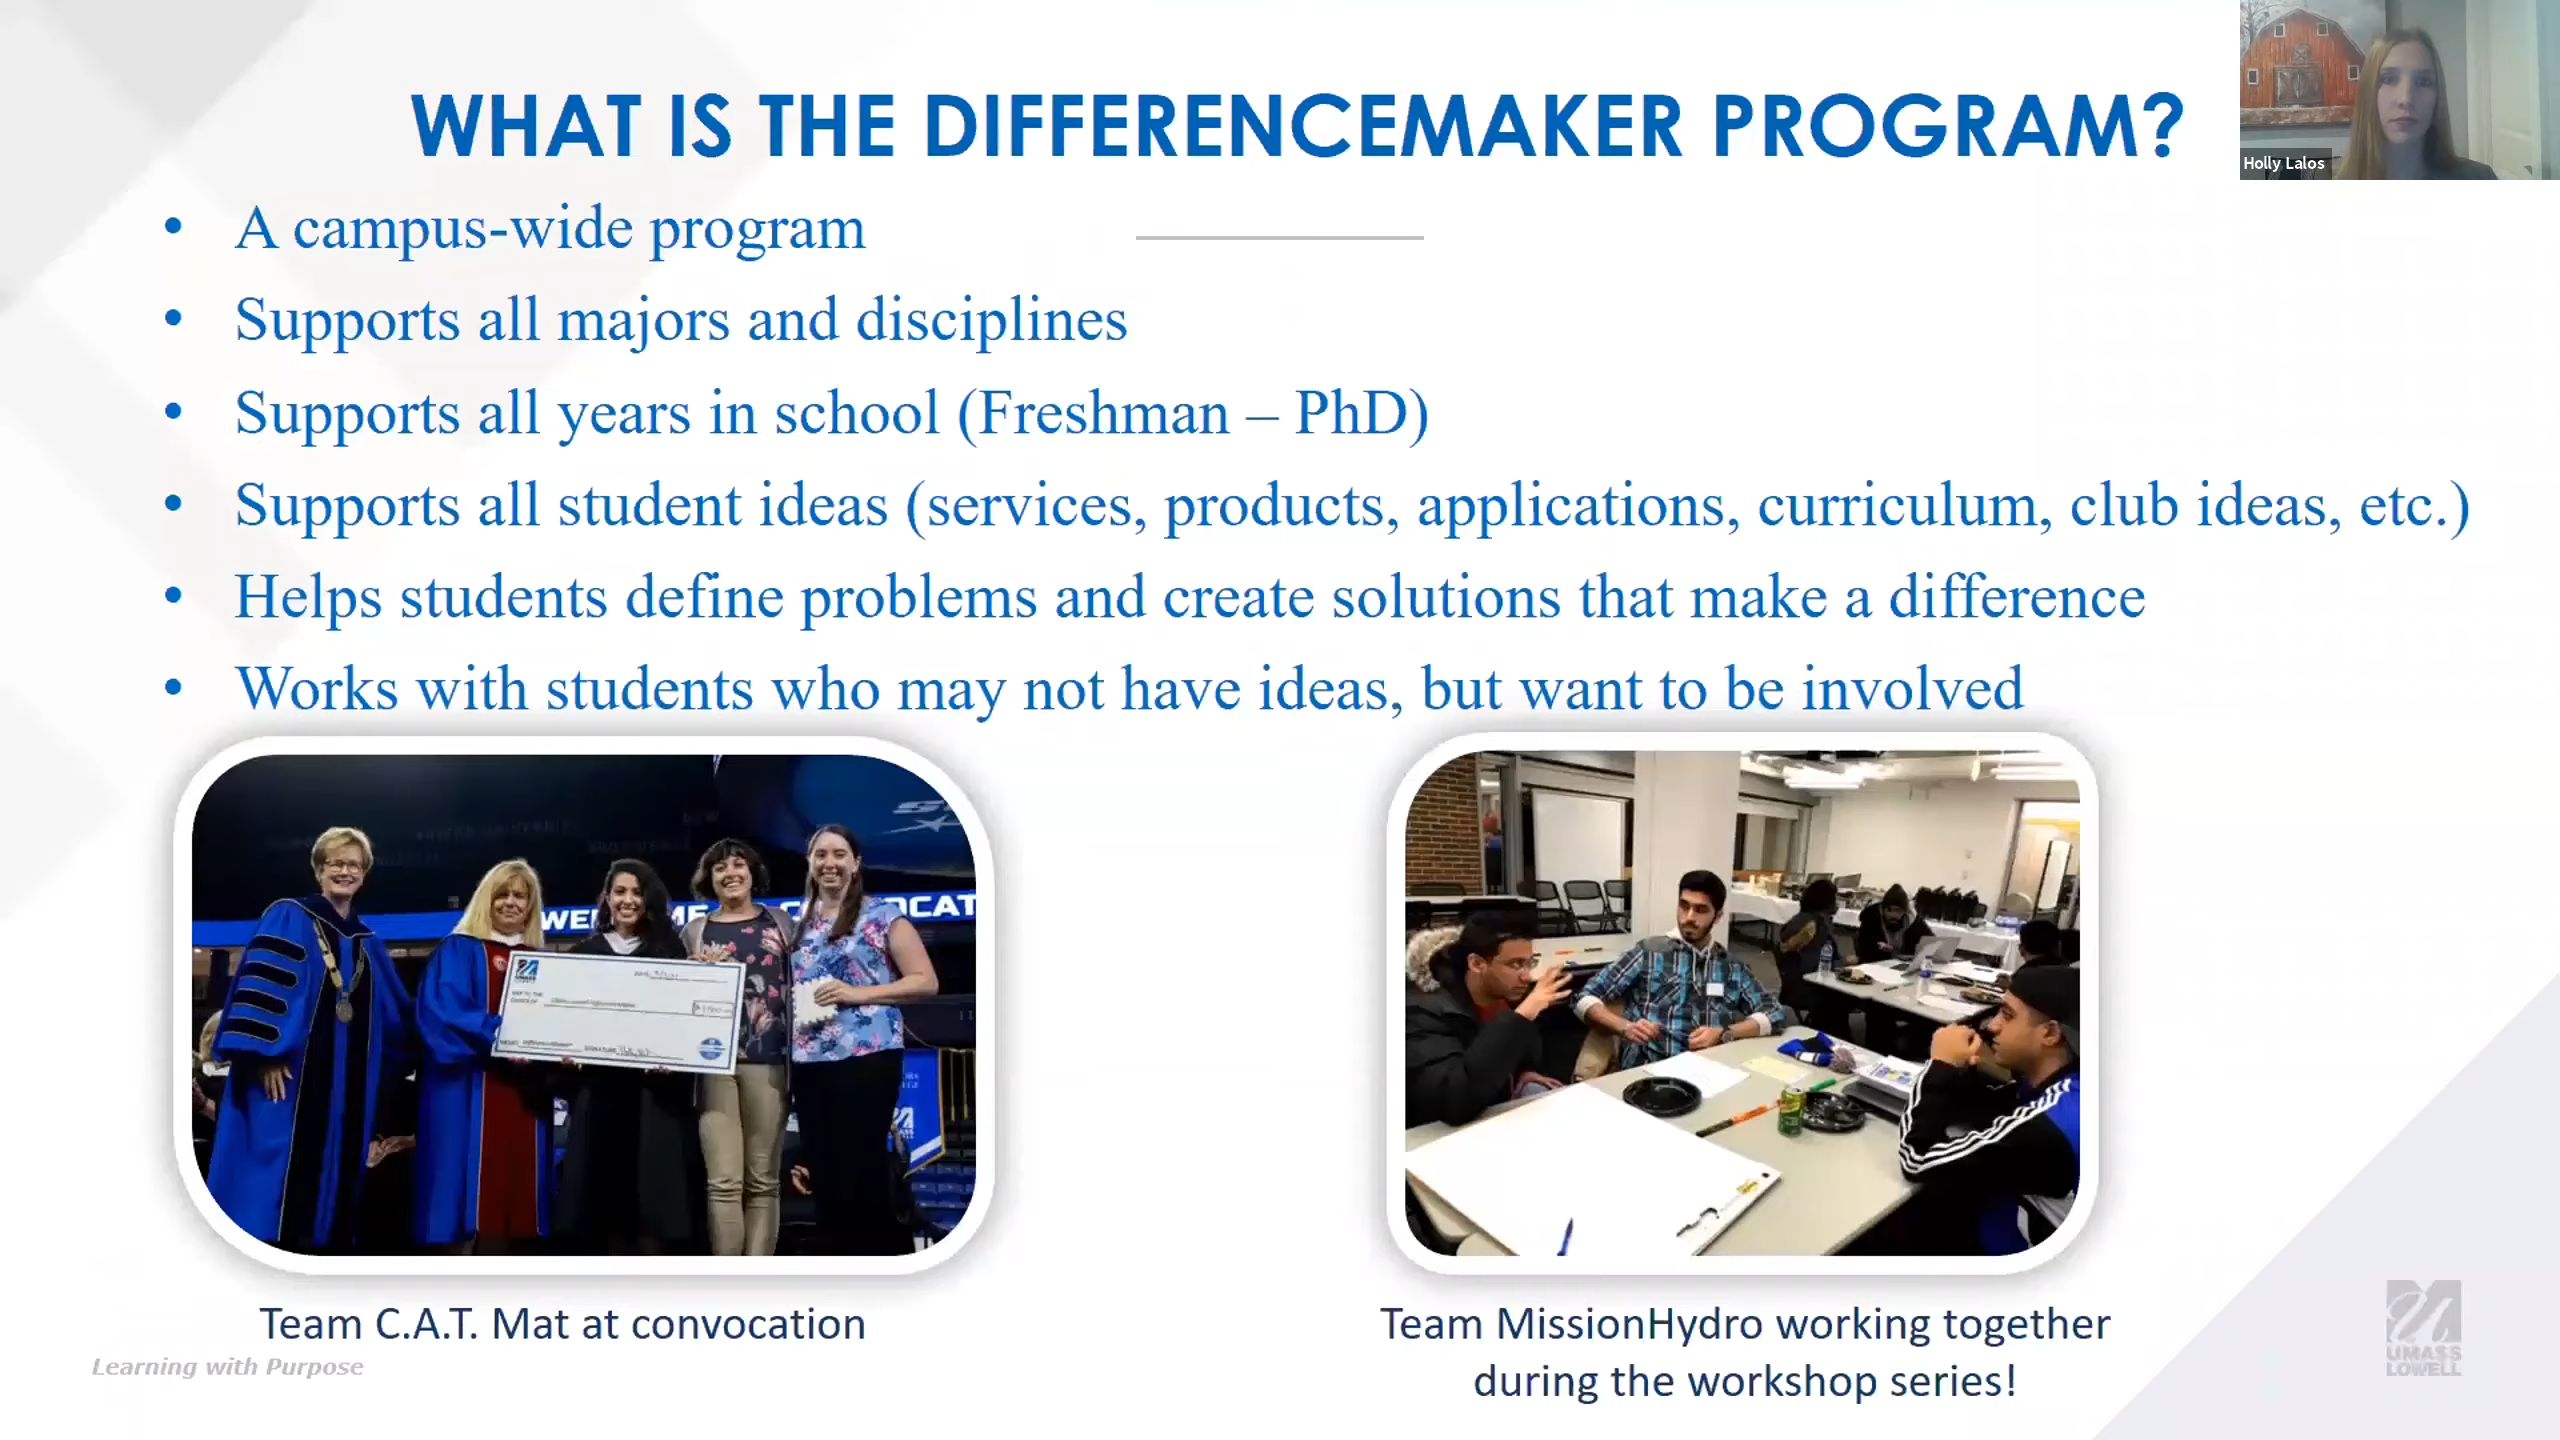 WHAT IS THE DIFFERENCEMAKER PROGRAM?
Holly Lalos
• A campus-wide program
• Supports all majors and disciplines
• Supports all years in school (Freshman – PhD)
• Supports all student ideas (services, products, applications, curriculum, club ideas, etc.)
• Helps students define problems and create solutions that make a difference
• Works with students who may not have ideas, but want to be involved
Team C.A.T. Mat at convocation
Team MissionHydro working together
during the workshop series!
Learning with Purpose
UMASS
LOWELL